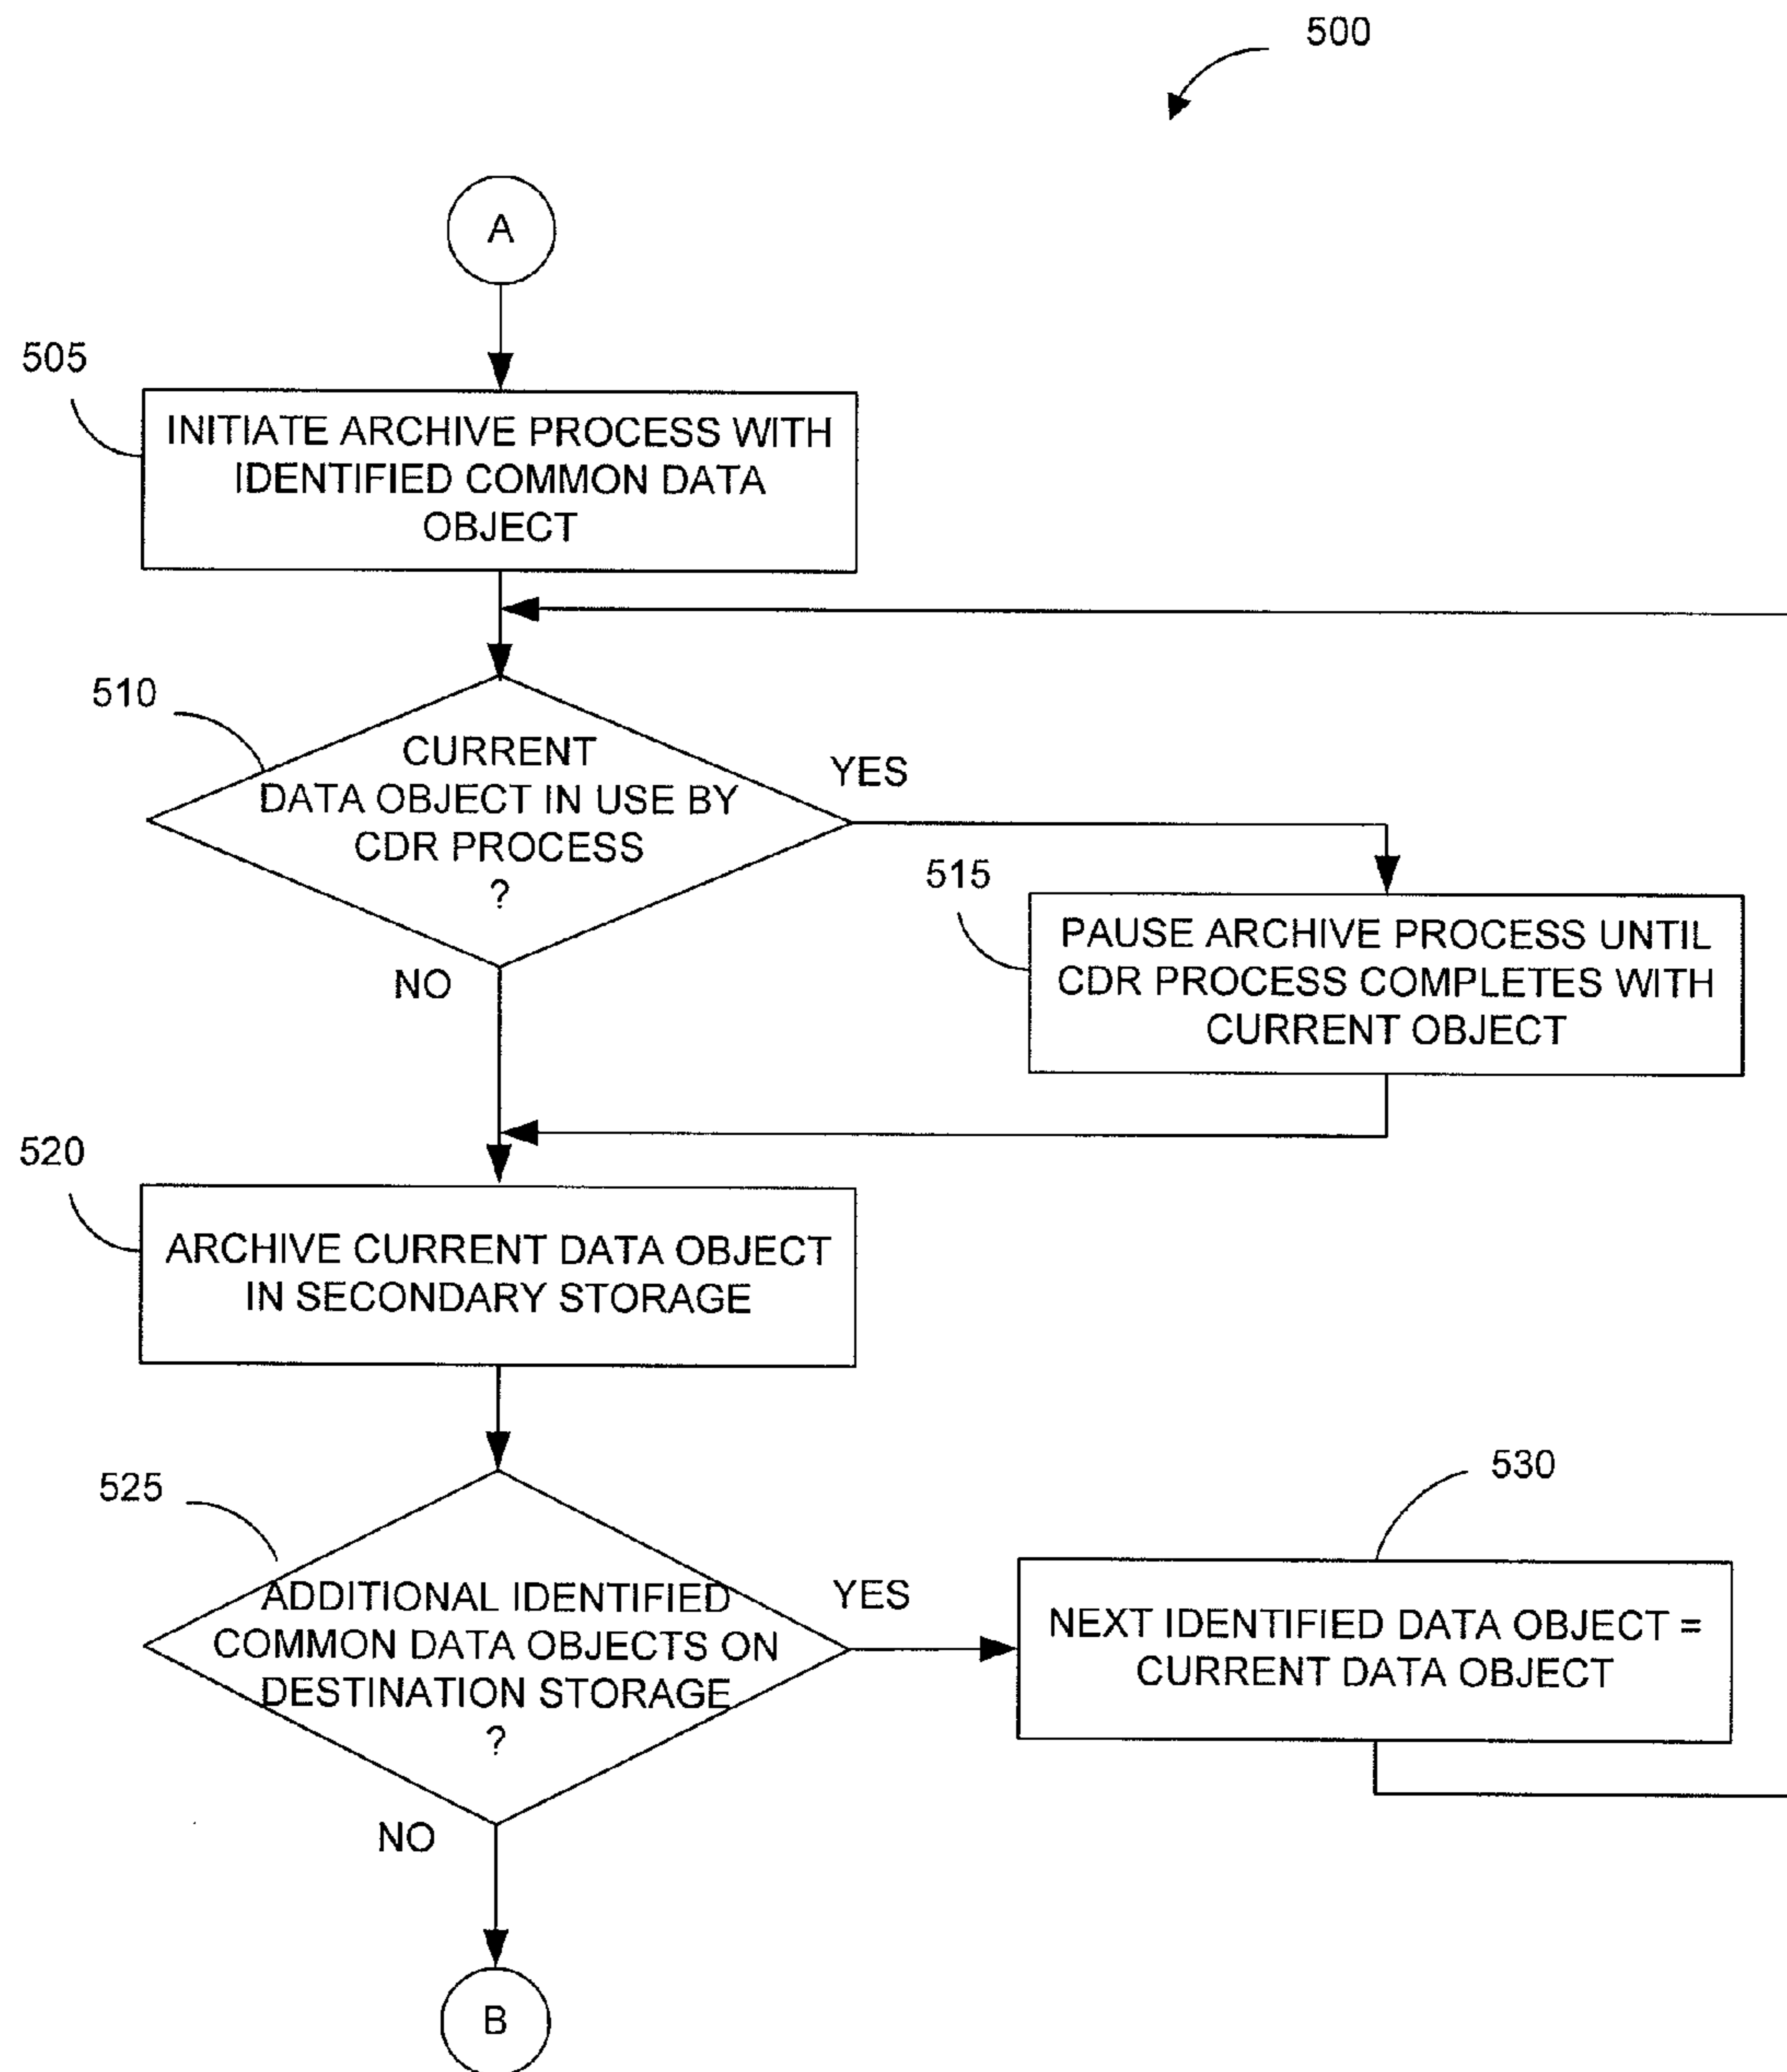 500
A
505
INITIATE ARCHIVE PROCESS WITH
IDENTIFIED COMMON DATA
OBJECT
510
CURRENT
DATA OBJECT IN USE BY
CDR PROCESS
?
YES
NO
515
PAUSE ARCHIVE PROCESS UNTIL
CDR PROCESS COMPLETES WITH
CURRENT OBJECT
520
ARCHIVE CURRENT DATA OBJECT
IN SECONDARY STORAGE
525
ADDITIONAL IDENTIFIED
COMMON DATA OBJECTS ON
DESTINATION STORAGE
?
YES
530
NEXT IDENTIFIED DATA OBJECT =
CURRENT DATA OBJECT
NO
B